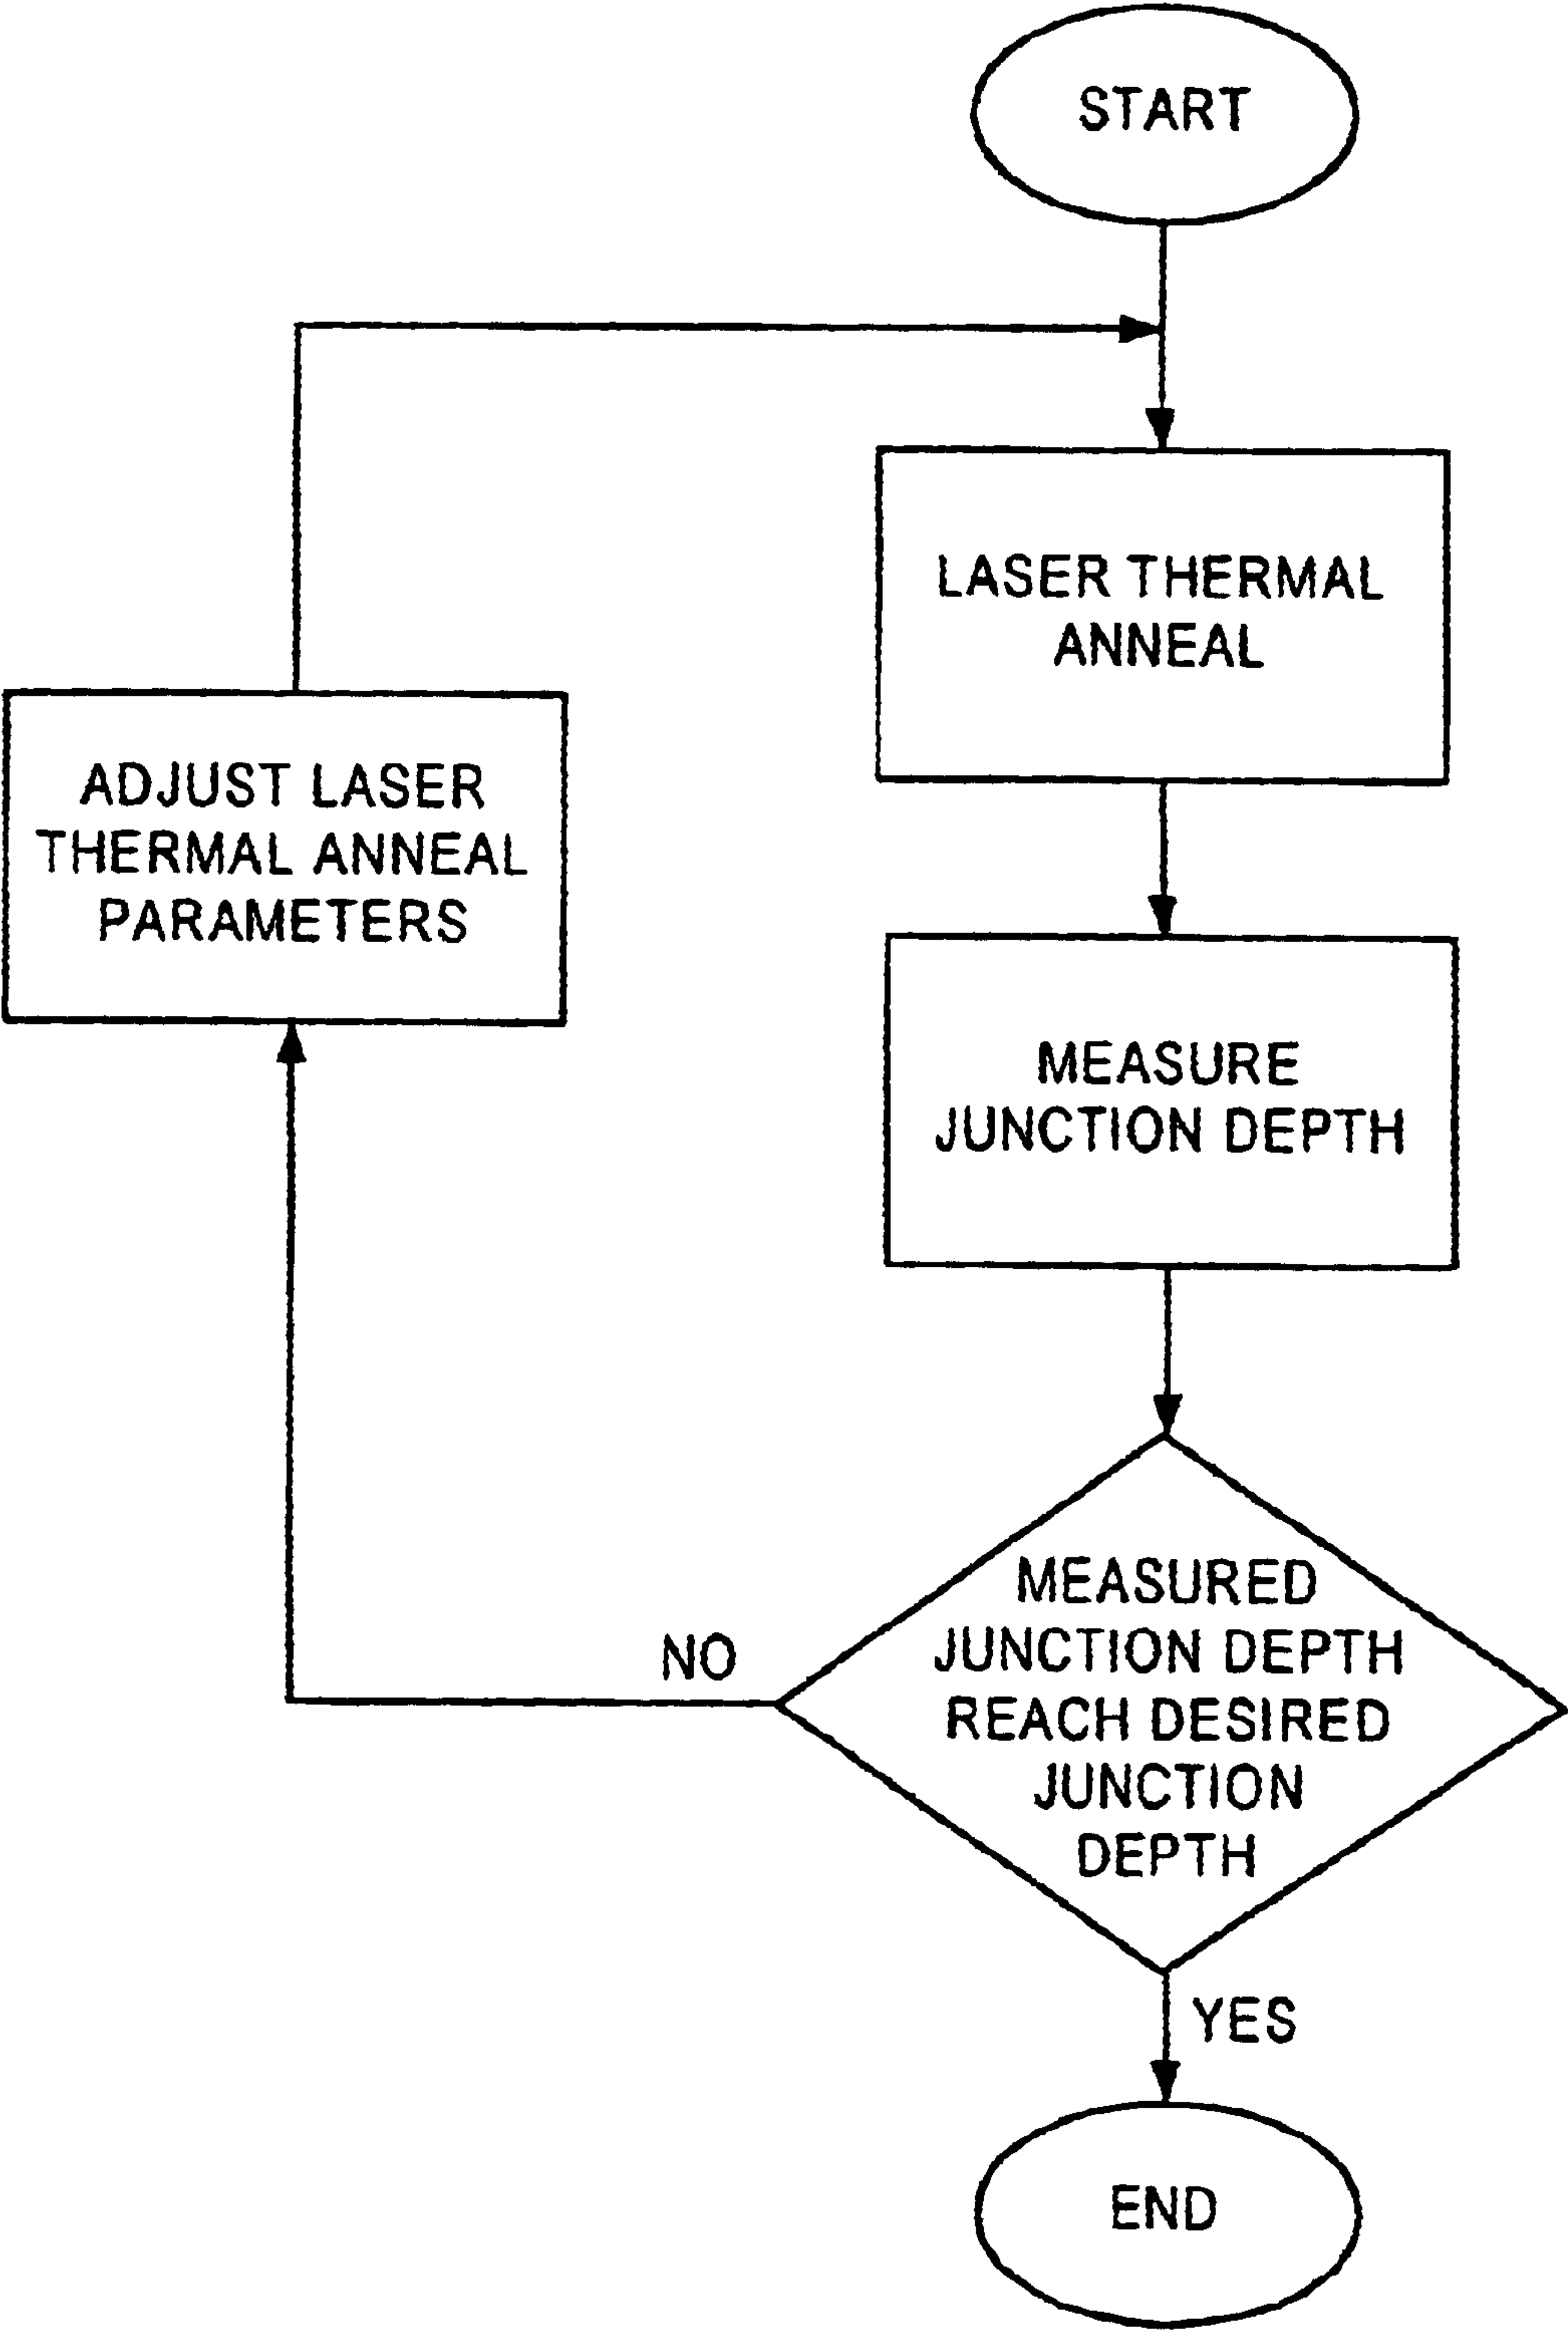 START
LASER THERMAL
ANNEAL
ADJUST LASER
THERMAL ANNEAL
PARAMETERS
MEASURE
JUNCTION DEPTH
MEASURED
JUNCTION DEPTH
REACH DESIRED
JUNCTION
DEPTH
NO
YES
END